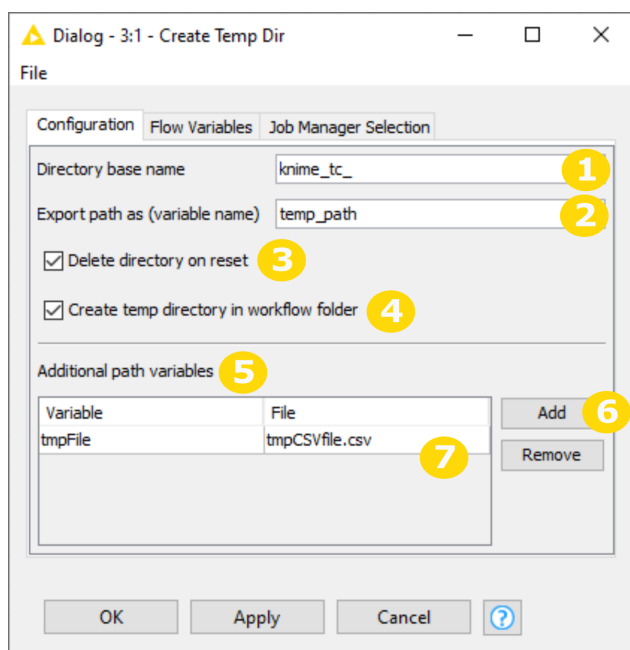 Dialog - 3:1 - Create Temp Dir
File
Configuration Flow Variables Job Manager Selection
Directory base name knime_tc_ 1
Export path as (variable name) temp_path 2
Delete directory on reset 3
Create temp directory in workflow folder 4
Additional path variables 5
Variable File Add 6
tmpFile tmpCSVfile.csv 7
Remove
OK Apply Cancel ?